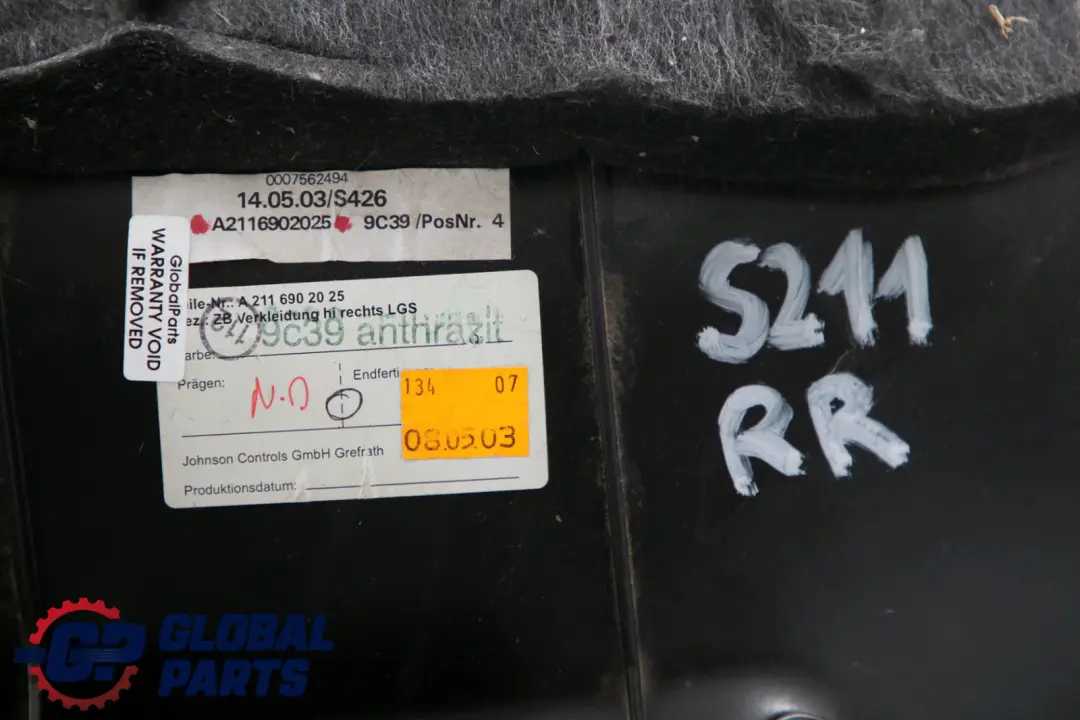 0007562494
14.05.03/S426
A2116902025 9C39 /PosNr. 4
GlobalParts
WARRANTY VOID
IF REMOVED
A 211 690 20 25
ZB Verkleidung hi rechts LGS
9c39 anthrazit
Prägen:
N.D
134 07
08.05.03
Johnson Controls GmbH Grefrath
Produktionsdatum:
S211
RR
GP GLOBAL
PARTS